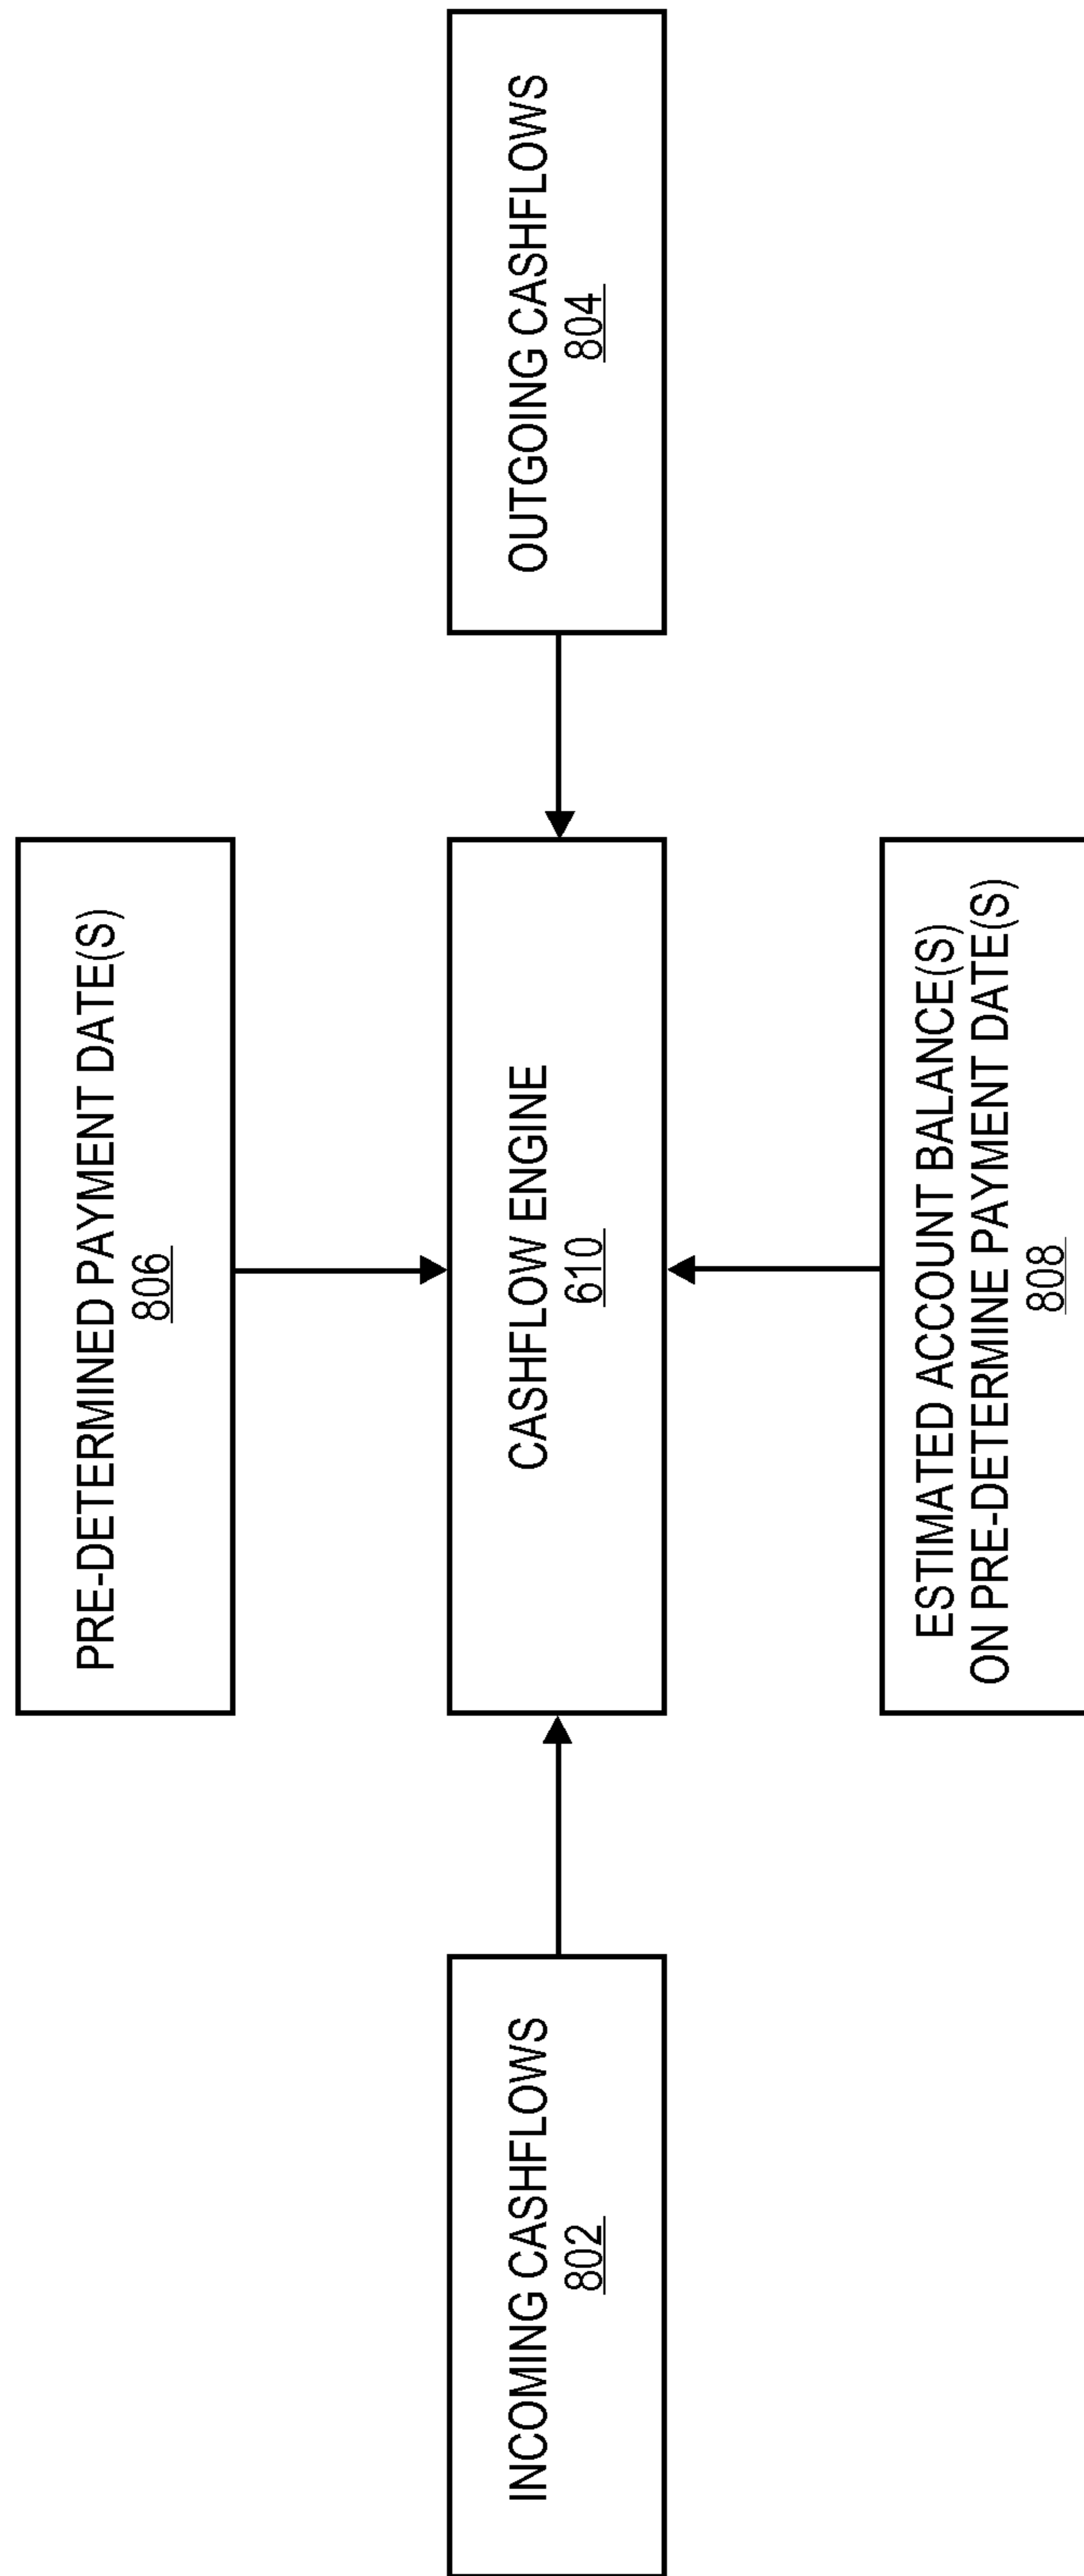 PRE-DETERMINED PAYMENT DATE(S)
806
INCOMING CASHFLOWS
802
CASHFLOW ENGINE
610
OUTGOING CASHFLOWS
804
ESTIMATED ACCOUNT BALANCE(S)
ON PRE-DETERMINE PAYMENT DATE(S)
808